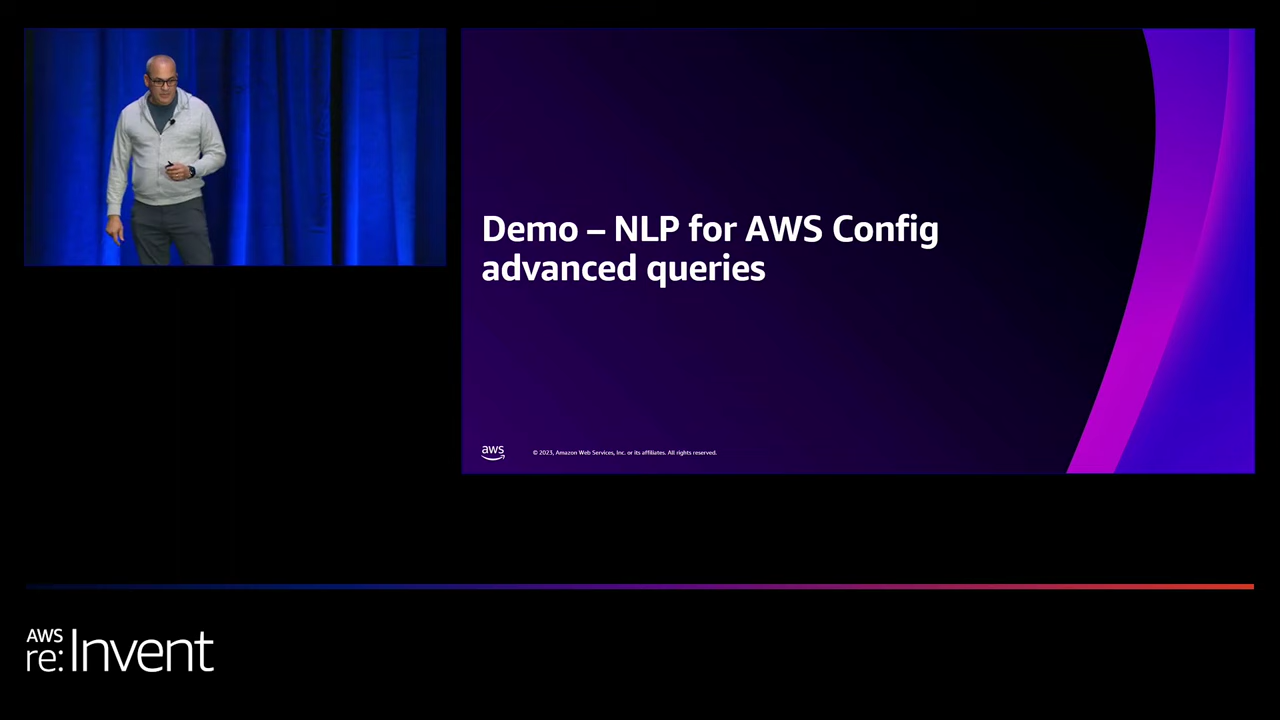 Demo – NLP for AWS Config
advanced queries
aws
© 2023, Amazon Web Services, Inc. or its affiliates. All rights reserved.
AWS
re:Invent